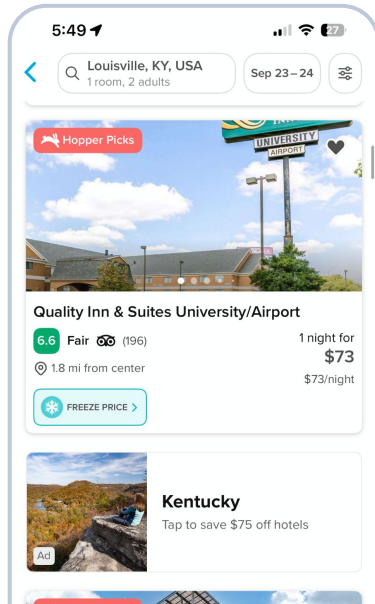 5:49
27
Louisville, KY, USA
1 room, 2 adults
Sep 23–24
Hopper Picks
UNIVERSITY
AIRPORT
Quality Inn & Suites University/Airport
6.6 Fair (196)
1 night for
$73
1.8 mi from center
$73/night
FREEZE PRICE >
Kentucky
Tap to save $75 off hotels
Ad